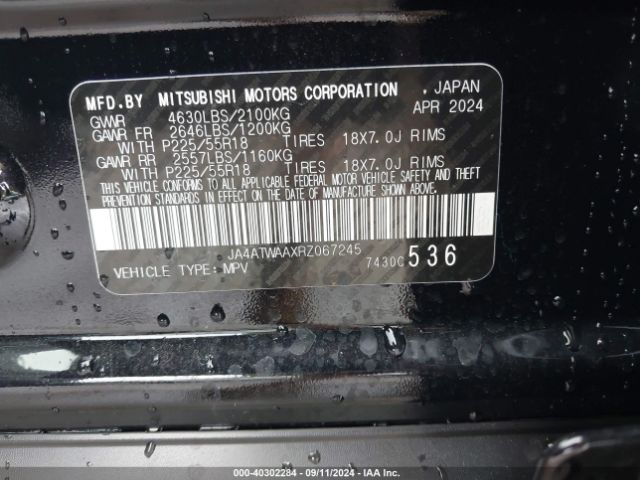 MFD.BY MITSUBISHI MOTORS CORPORATION . JAPAN
GWWR 4630LBS/2100KG APR 2024
GAWR FR 2646LBS/1200KG
WITH P225/55R18 TIRES 18X7.0J RIMS
GAWR RR 2557LBS/1160KG
WITH P225/55R18 TIRES 18X7.0J RIMS
THIS VEHICLE CONFORMS TO ALL APPLICABLE FEDERAL MOTOR VEHICLE SAFETY AND THEFT
PREVENTION STANDARDS IN EFFECT ON THE DATE OF MANUFACTURE SHOWN ABOVE.
JA4ATWAAXRZ067245 7430C 536
VEHICLE TYPE: MPV
000-40302284 - 09/11/2024 - IAA Inc.